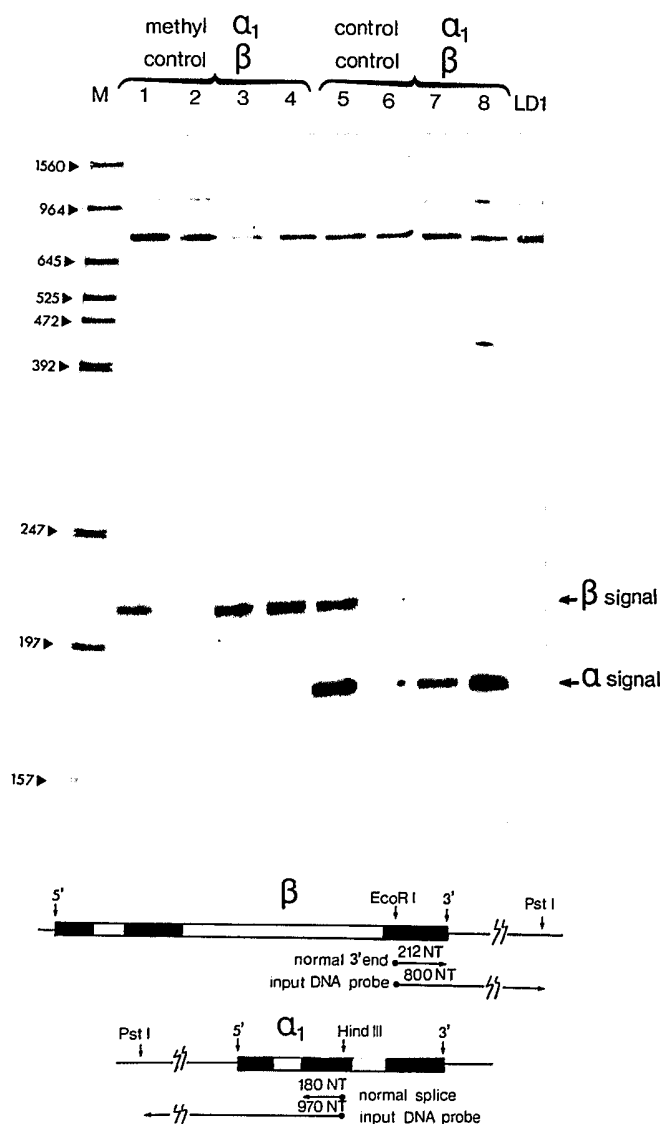 methyl α₁ control α₁
control β control β
M 1 2 3 4 5 6 7 8 LD1
1560
964
645
525
472
392
247
β signal
197
α signal
157
β
5' EcoR I 3' Pst I
normal 3' end 212 NT
input DNA probe 800 NT
α₁
Pst I 5' Hind III 3'
180 NT normal splice
970 NT input DNA probe